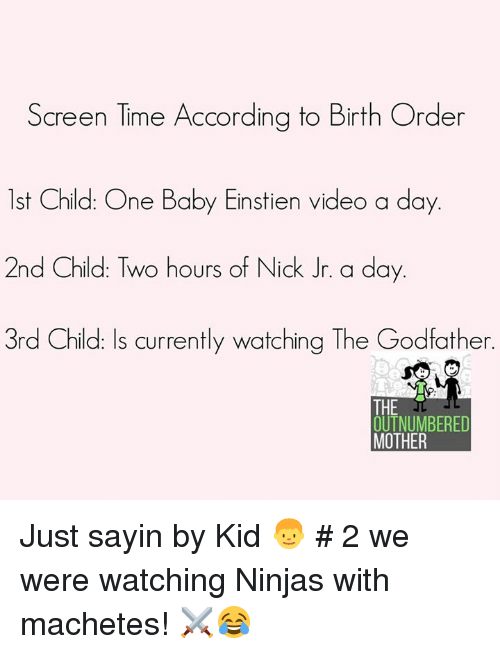 Screen Time According to Birth Order
1st Child: One Baby Einstien video a day.
2nd Child: Two hours of Nick Jr. a day.
3rd Child: Is currently watching The Godfather.
THE
OUTNUMBERED
MOTHER
Just sayin by Kid 👦 # 2 we
were watching Ninjas with
machetes! ⚔️😂